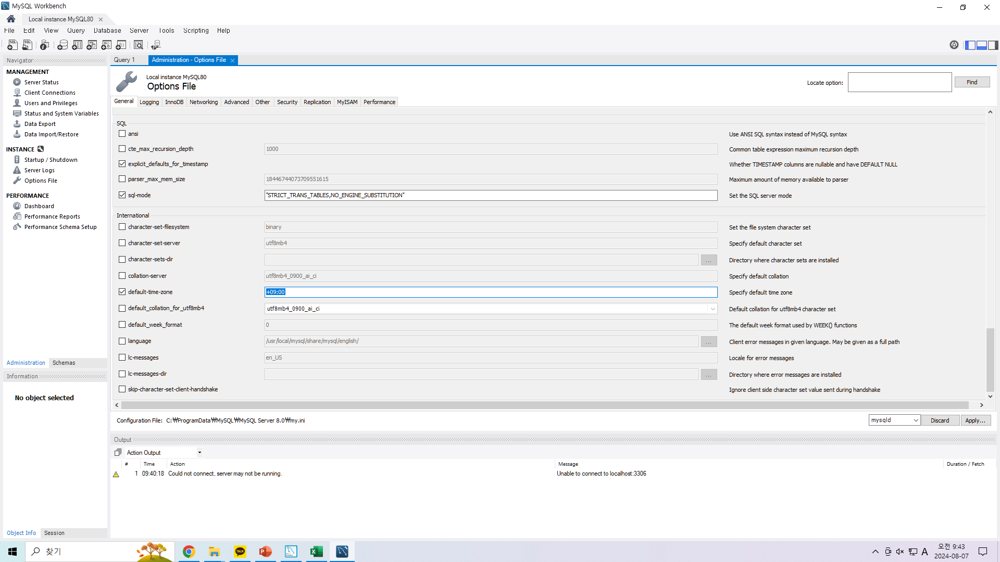 MySQL Workbench
Local instance MySQL80
File Edit View Query Database Server Tools Scripting Help
Navigator
MANAGEMENT
Server Status
Client Connections
Users and Privileges
Status and System Variables
Data Export
Data Import/Restore
INSTANCE
Startup / Shutdown
Server Logs
Options File
PERFORMANCE
Dashboard
Performance Reports
Performance Schema Setup
Administration Schemas
Information
No object selected
Object Info Session
Query 1 Administration - Options File
Local instance MySQL80
Options File
Locate option: Find
General Logging InnoDB Networking Advanced Other Security Replication MyISAM Performance
SQL
ansi Use ANSI SQL syntax instead of MySQL syntax
cte_max_recursion_depth 1000 Common table expression maximum recursion depth
explicit_defaults_for_timestamp Whether TIMESTAMP columns are nullable and have DEFAULT NULL
parser_max_mem_size 18446744073709551615 Maximum amount of memory available to parser
sql-mode "STRICT_TRANS_TABLES,NO_ENGINE_SUBSTITUTION" Set the SQL server mode
International
character-set-filesystem binary Set the file system character set
character-set-server utf8mb4 Specify default character set
character-sets-dir ... Directory where character sets are installed
collation-server utf8mb4_0900_ai_ci Specify default collation
default-time-zone +09:00 Specify default time zone
default_collation_for_utf8mb4 utf8mb4_0900_ai_ci Default collation for utf8mb4 character set
default_week_format 0 The default week format used by WEEK() functions
language /usr/local/mysql/share/mysql/english/ ... Client error messages in given language. May be given as a full path
lc-messages en_US Locale for error messages
lc-messages-dir ... Directory where error messages are installed
skip-character-set-client-handshake Ignore client side character set value sent during handshake
Configuration File: C:₩ProgramData₩MySQL₩MySQL Server 8.0₩my.ini mysqld Discard Apply...
Output
Action Output
# Time Action Message Duration / Fetch
1 09:40:18 Could not connect, server may not be running. Unable to connect to localhost:3306
찾기
TALK
A
오전 9:43
2024-08-07